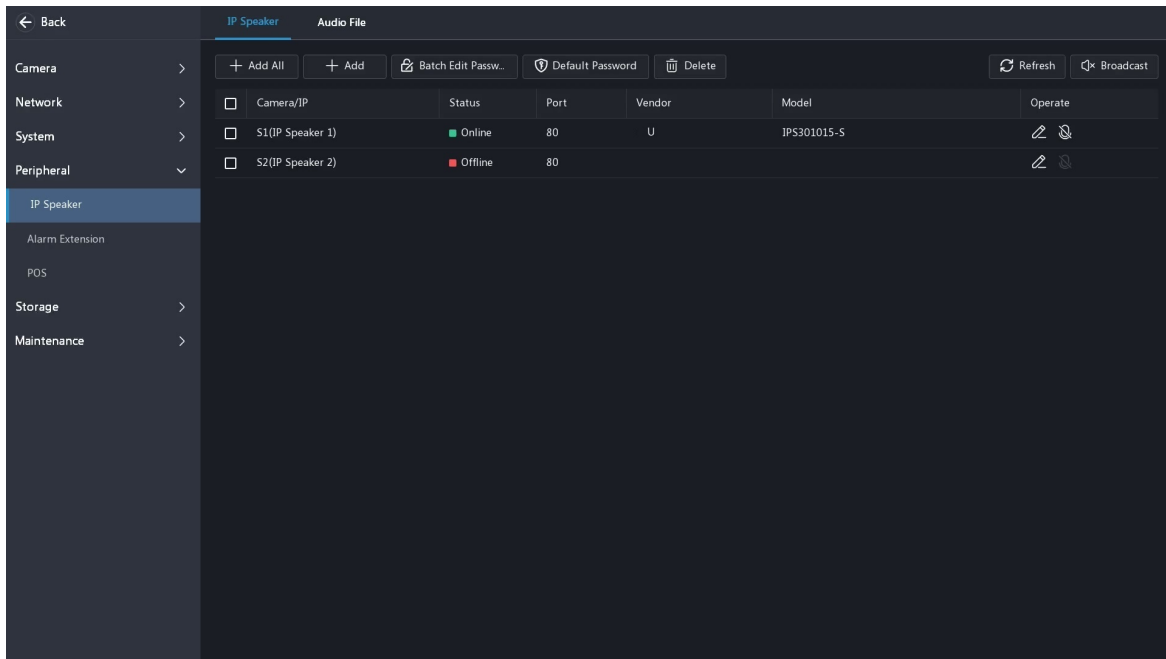 Back
IP Speaker Audio File
Camera
Network
System
Peripheral
IP Speaker
Alarm Extension
POS
Storage
Maintenance
Add All Add Batch Edit Passw... Default Password Delete Refresh Broadcast
Camera/IP Status Port Vendor Model Operate
S1(IP Speaker 1) Online 80 U IPS301015-S
S2(IP Speaker 2) Offline 80